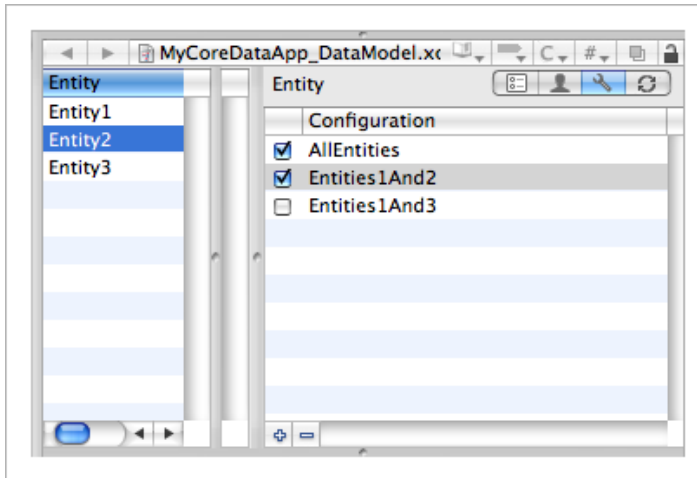 MyCoreDataApp_DataModel.xc C #
Entity
Entity1
Entity2
Entity3
Entity
Configuration
AllEntities
Entities1And2
Entities1And3